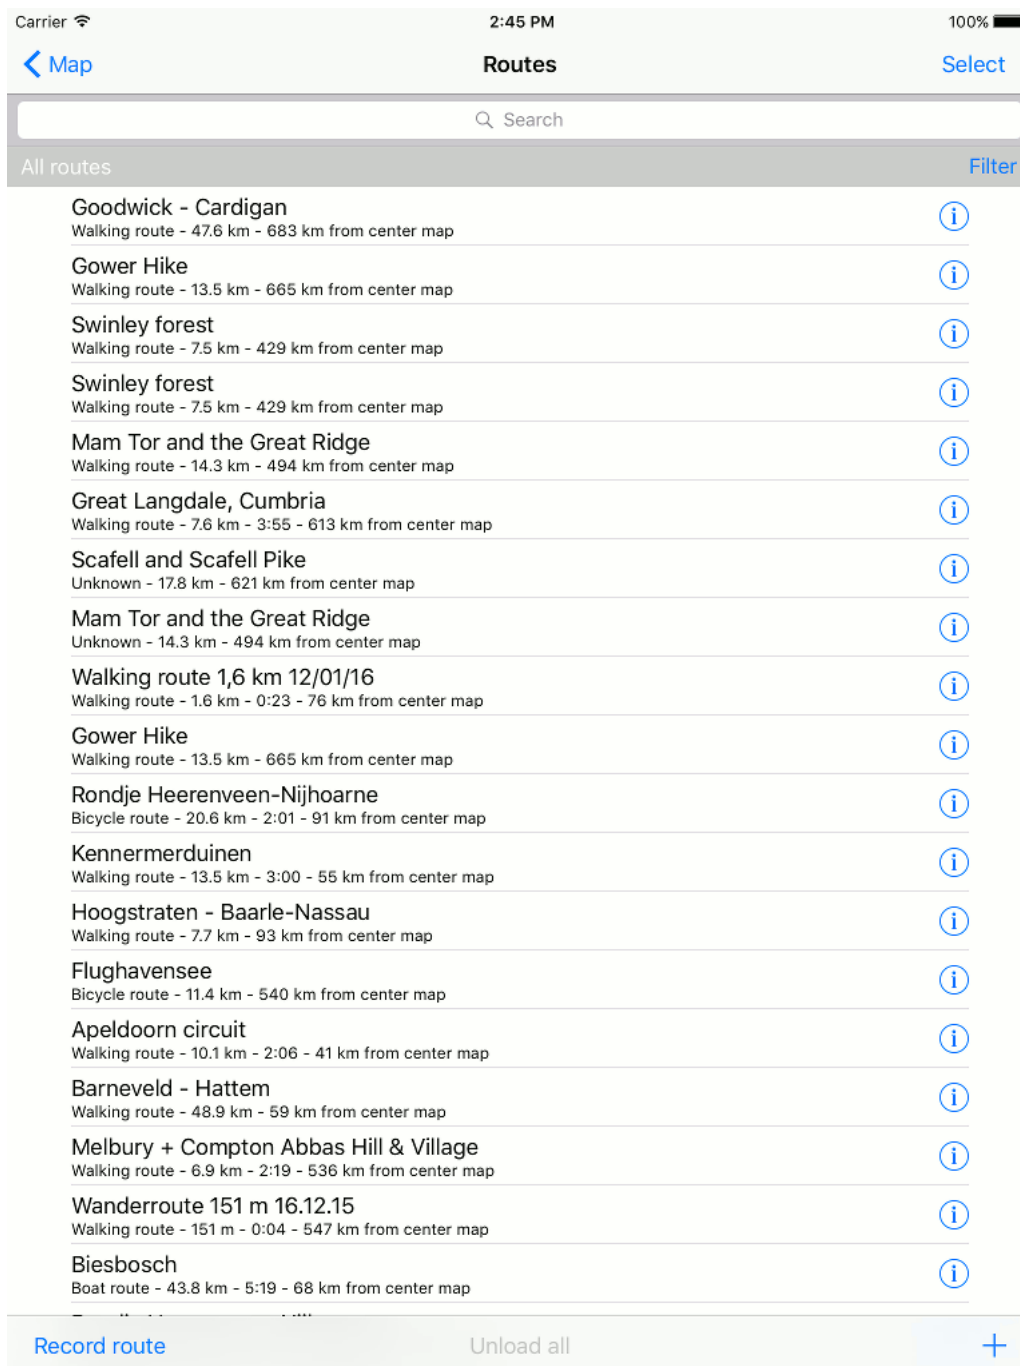 Carrier
2:45 PM
100%
Map
Routes
Select
Search
All routes
Filter
Goodwick - Cardigan
Walking route - 47.6 km - 683 km from center map
Gower Hike
Walking route - 13.5 km - 665 km from center map
Swinley forest
Walking route - 7.5 km - 429 km from center map
Swinley forest
Walking route - 7.5 km - 429 km from center map
Mam Tor and the Great Ridge
Walking route - 14.3 km - 494 km from center map
Great Langdale, Cumbria
Walking route - 7.6 km - 3:55 - 613 km from center map
Scafell and Scafell Pike
Unknown - 17.8 km - 621 km from center map
Mam Tor and the Great Ridge
Unknown - 14.3 km - 494 km from center map
Walking route 1,6 km 12/01/16
Walking route - 1.6 km - 0:23 - 76 km from center map
Gower Hike
Walking route - 13.5 km - 665 km from center map
Rondje Heerenveen-Nijhoarne
Bicycle route - 20.6 km - 2:01 - 91 km from center map
Kennermerduinen
Walking route - 13.5 km - 3:00 - 55 km from center map
Hoogstraten - Baarle-Nassau
Walking route - 7.7 km - 93 km from center map
Flughavensee
Bicycle route - 11.4 km - 540 km from center map
Apeldoorn circuit
Walking route - 10.1 km - 2:06 - 41 km from center map
Barneveld - Hattem
Walking route - 48.9 km - 59 km from center map
Melbury + Compton Abbas Hill & Village
Walking route - 6.9 km - 2:19 - 536 km from center map
Wanderroute 151 m 16.12.15
Walking route - 151 m - 0:04 - 547 km from center map
Biesbosch
Boat route - 43.8 km - 5:19 - 68 km from center map
Record route
Unload all